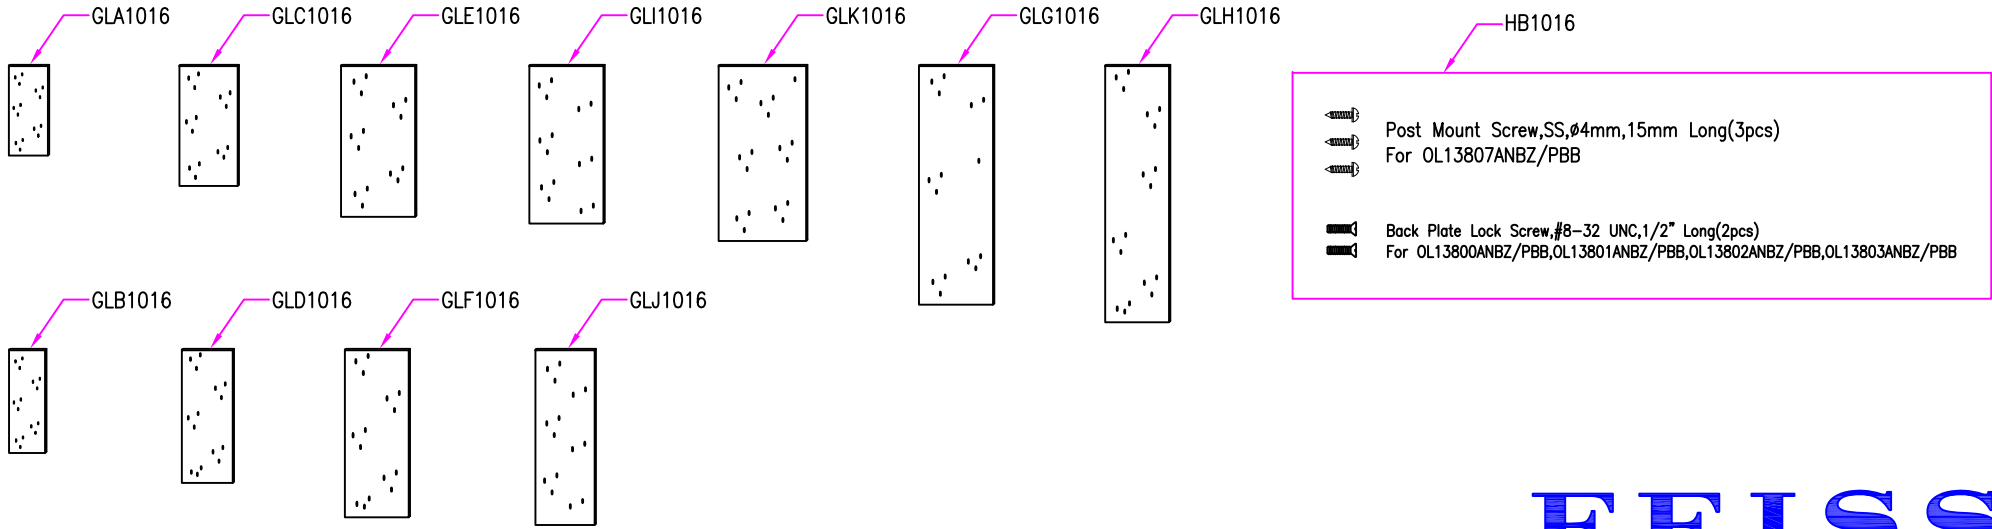 GLA1016
GLC1016
GLE1016
GLI1016
GLK1016
GLG1016
GLH1016
HB1016
Post Mount Screw,SS,ø4mm,15mm Long(3pcs)
For OL13807ANBZ/PBB
Back Plate Lock Screw,#8-32 UNC,1/2" Long(2pcs)
For OL13800ANBZ/PBB,OL13801ANBZ/PBB,OL13802ANBZ/PBB,OL13803ANBZ/PBB
GLB1016
GLD1016
GLF1016
GLJ1016
FEISS